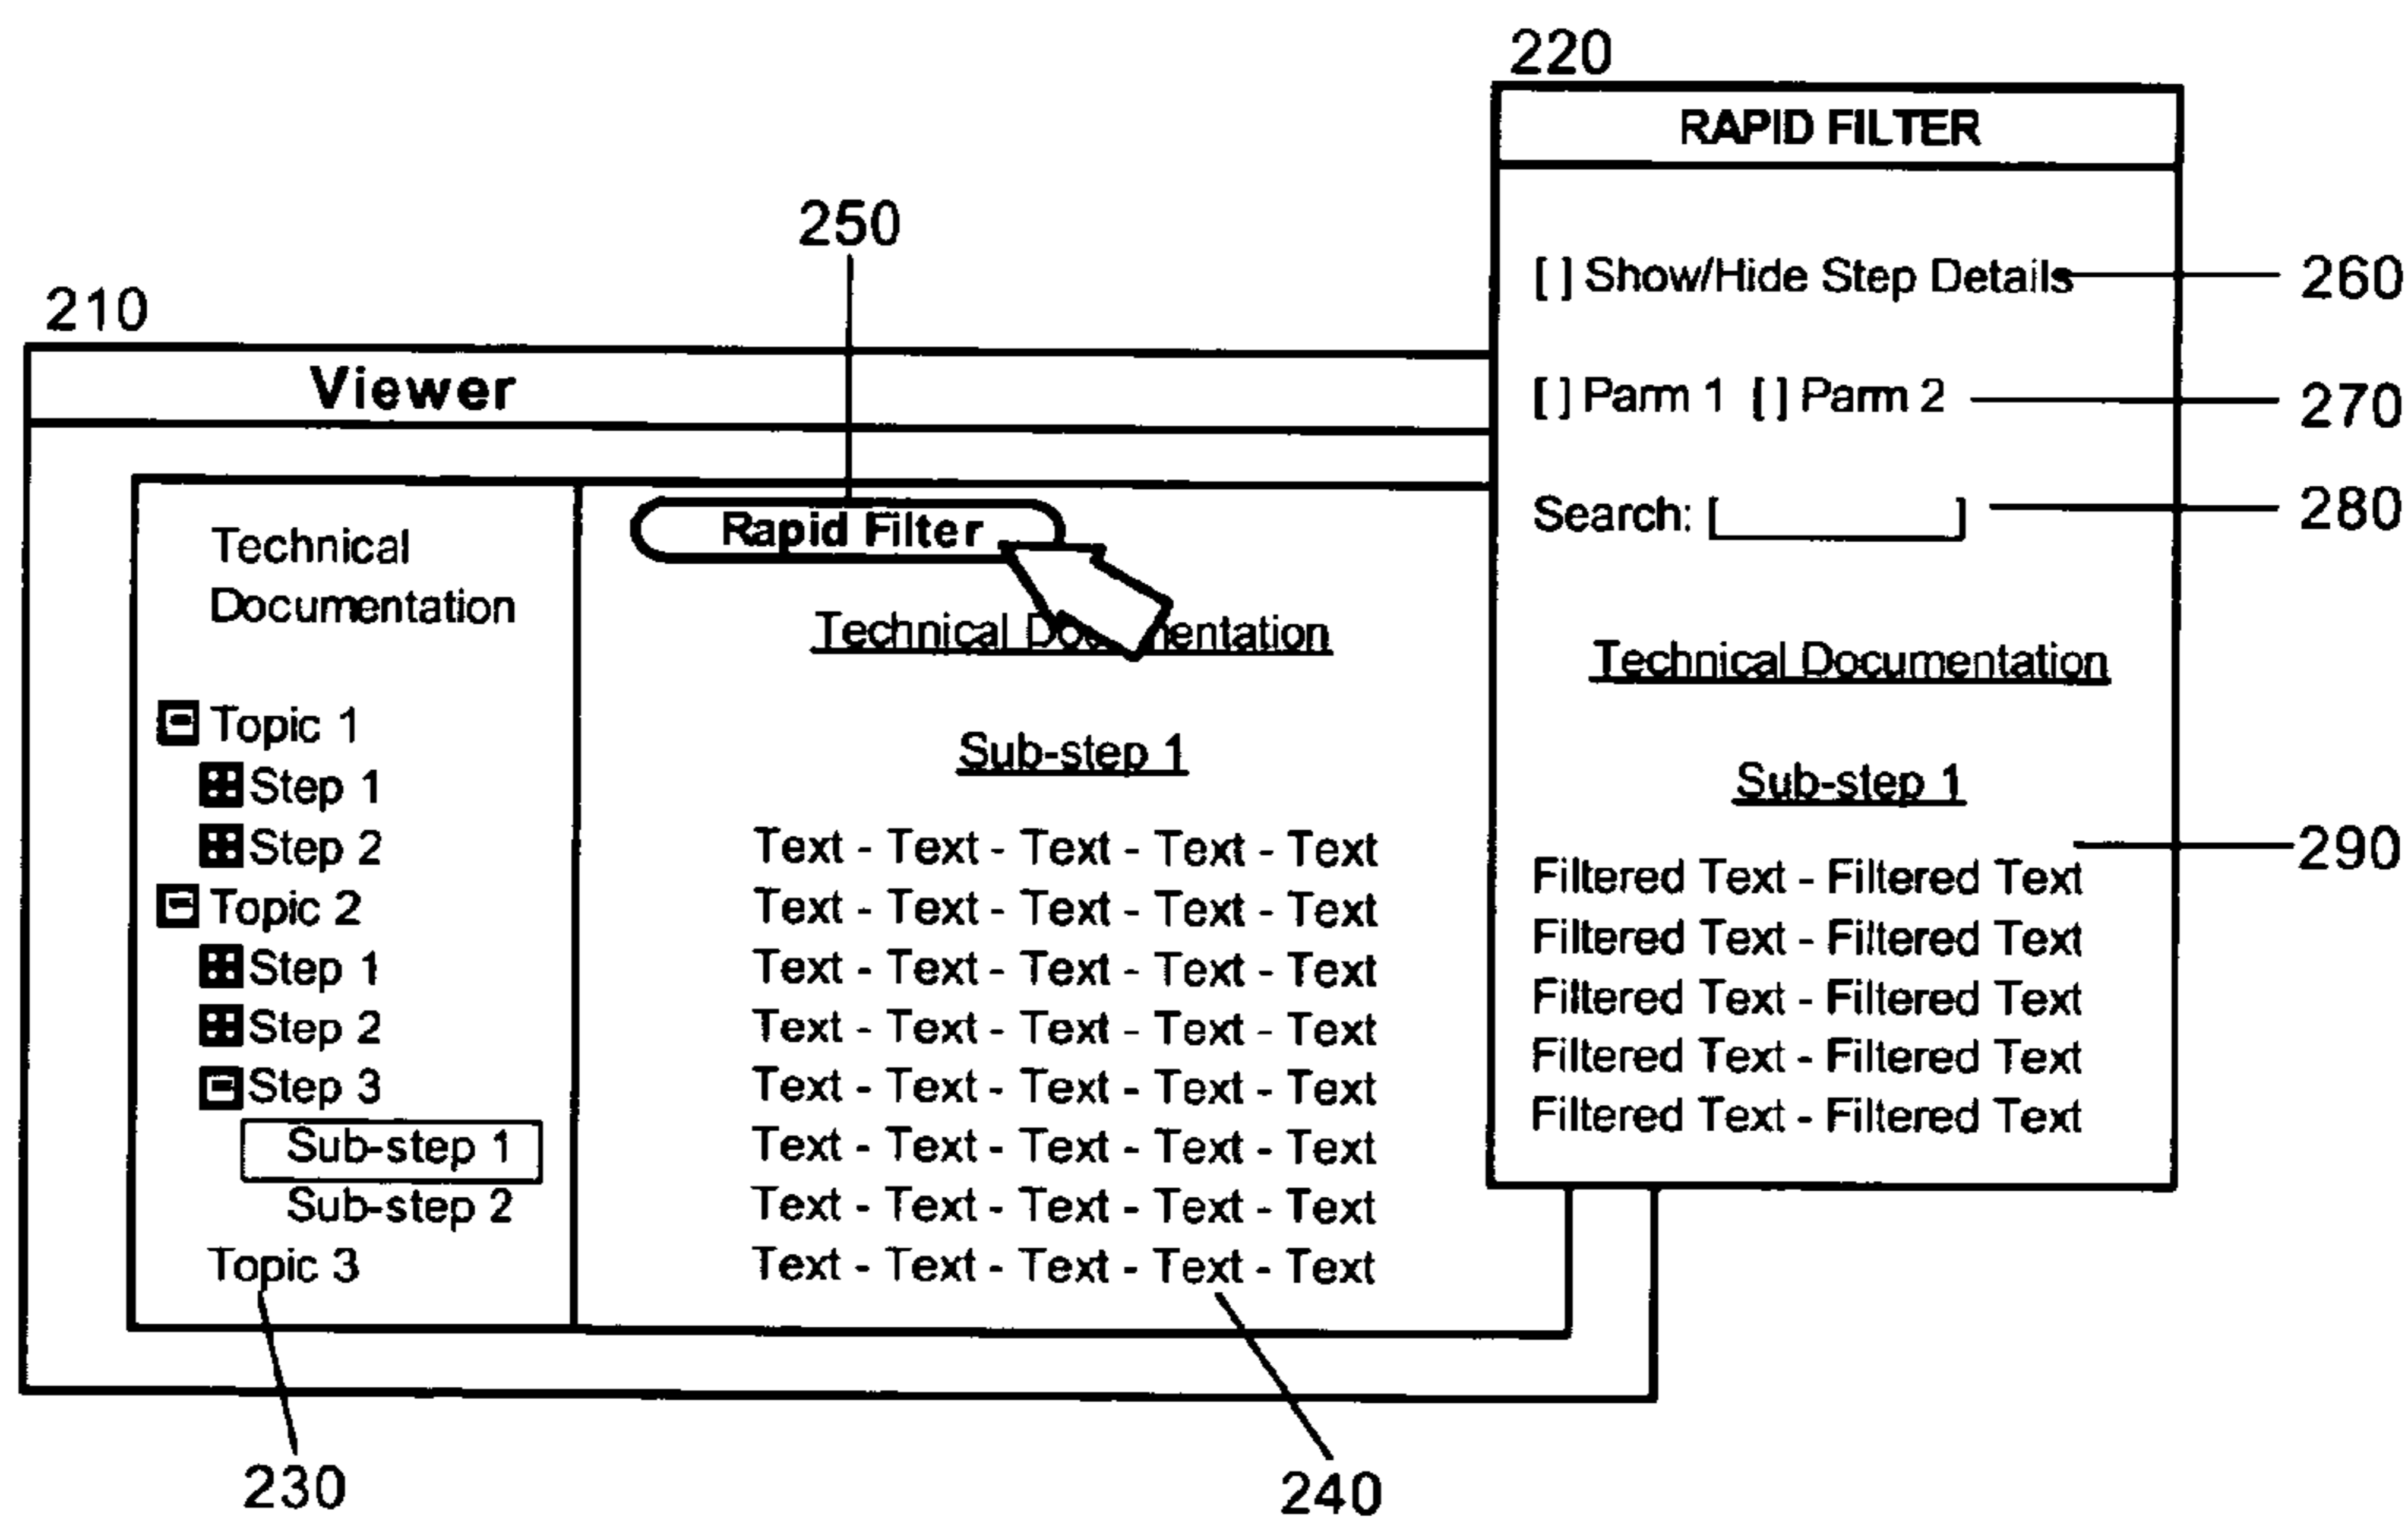 220
RAPID FILTER
250
[ ] Show/Hide Step Details
260
210
Viewer
[ ] Parm 1 [ ] Parm 2
270
Rapid Filter
Search: [ ]
280
Technical
Documentation
Technical Documentation
Technical Documentation
Topic 1
Step 1
Step 2
Topic 2
Step 1
Step 2
Step 3
Sub-step 1
Sub-step 2
Topic 3
Sub-step 1
Text - Text - Text - Text - Text
Text - Text - Text - Text - Text
Text - Text - Text - Text - Text
Text - Text - Text - Text - Text
Text - Text - Text - Text - Text
Text - Text - Text - Text - Text
Text - Text - Text - Text - Text
Text - Text - Text - Text - Text
Sub-step 1
290
Filtered Text - Filtered Text
Filtered Text - Filtered Text
Filtered Text - Filtered Text
Filtered Text - Filtered Text
Filtered Text - Filtered Text
230
240